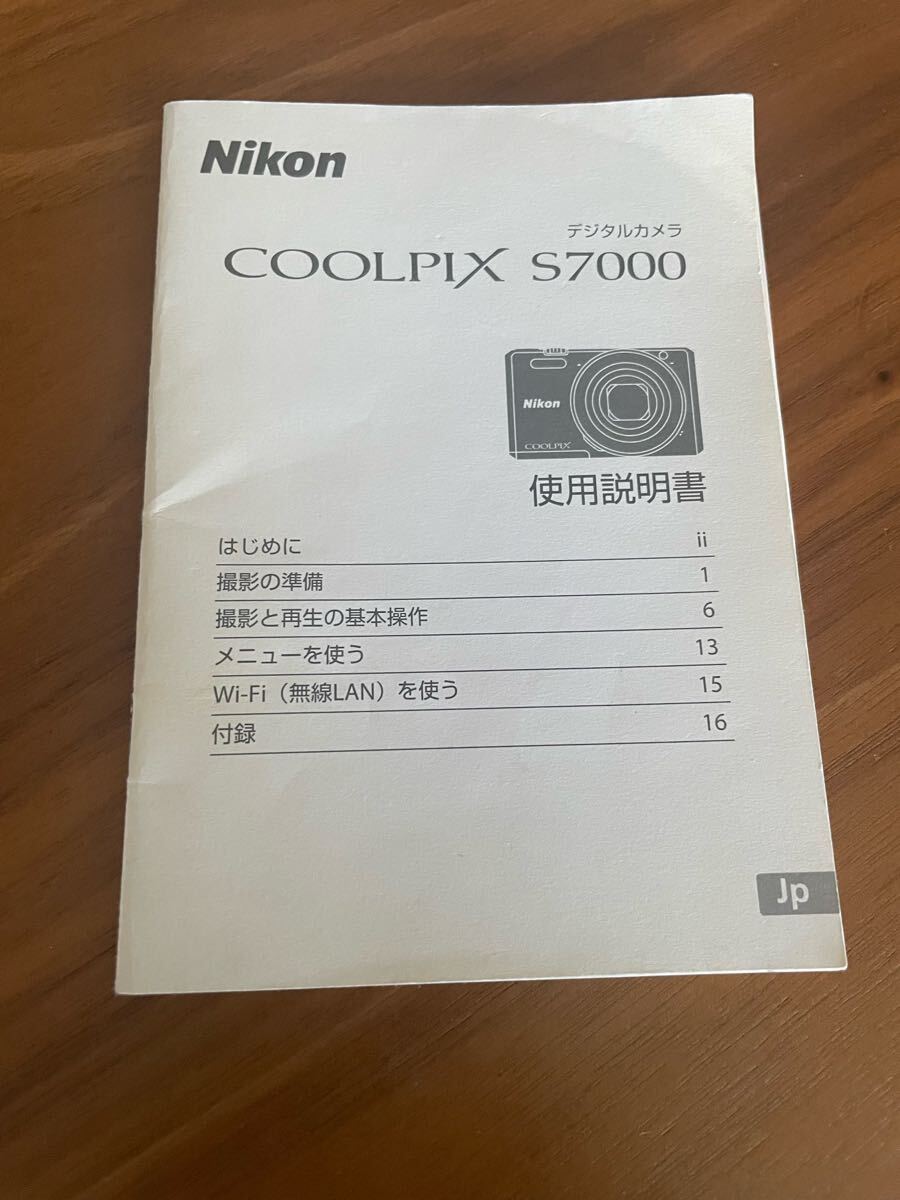 Nikon
デジタルカメラ
COOLPIX S7000
Nikon
COOLPIX
使用説明書
はじめに ii
撮影の準備 1
撮影と再生の基本操作 6
メニューを使う 13
Wi-Fi（無線LAN）を使う 15
付録 16
Jp